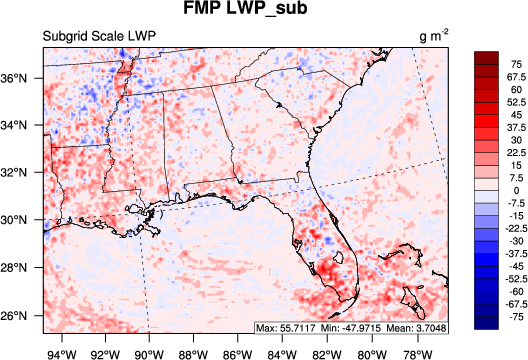 FMP LWP_sub
Subgrid Scale LWP g m-2
36°N
34°N
32°N
30°N
28°N
26°N
94°W 92°W 90°W 88°W 86°W 84°W 82°W 80°W 78°W
Max: 55.7117 Min: -47.9715 Mean: 3.7048
75
67.5
60
52.5
45
37.5
30
22.5
15
7.5
0
-7.5
-15
-22.5
-30
-37.5
-45
-52.5
-60
-67.5
-75